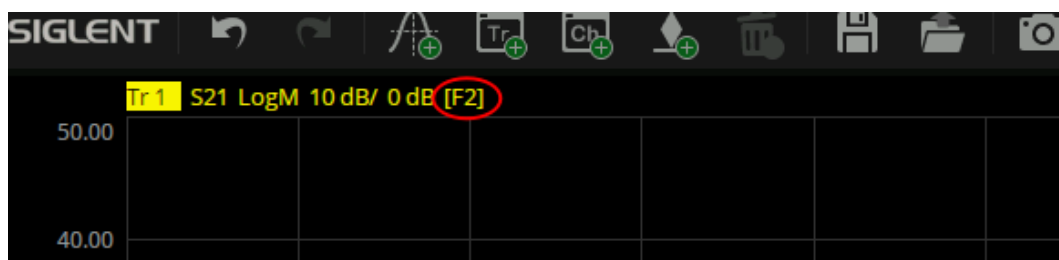 SIGLENT Tr Ch
Tr 1 S21 LogM 10 dB/ 0 dB [F2]
50.00
40.00